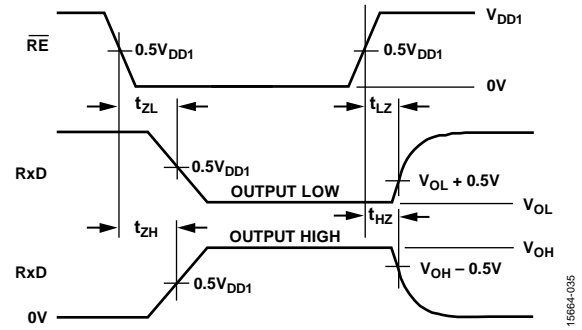 V_DD1
RE
0.5V_DD1
0.5V_DD1
0V
t_ZL
t_LZ
RxD
0.5V_DD1
OUTPUT LOW
V_OL + 0.5V
V_OL
t_ZH
OUTPUT HIGH
t_HZ
V_OH
RxD
0.5V_DD1
V_OH – 0.5V
0V
15664-035